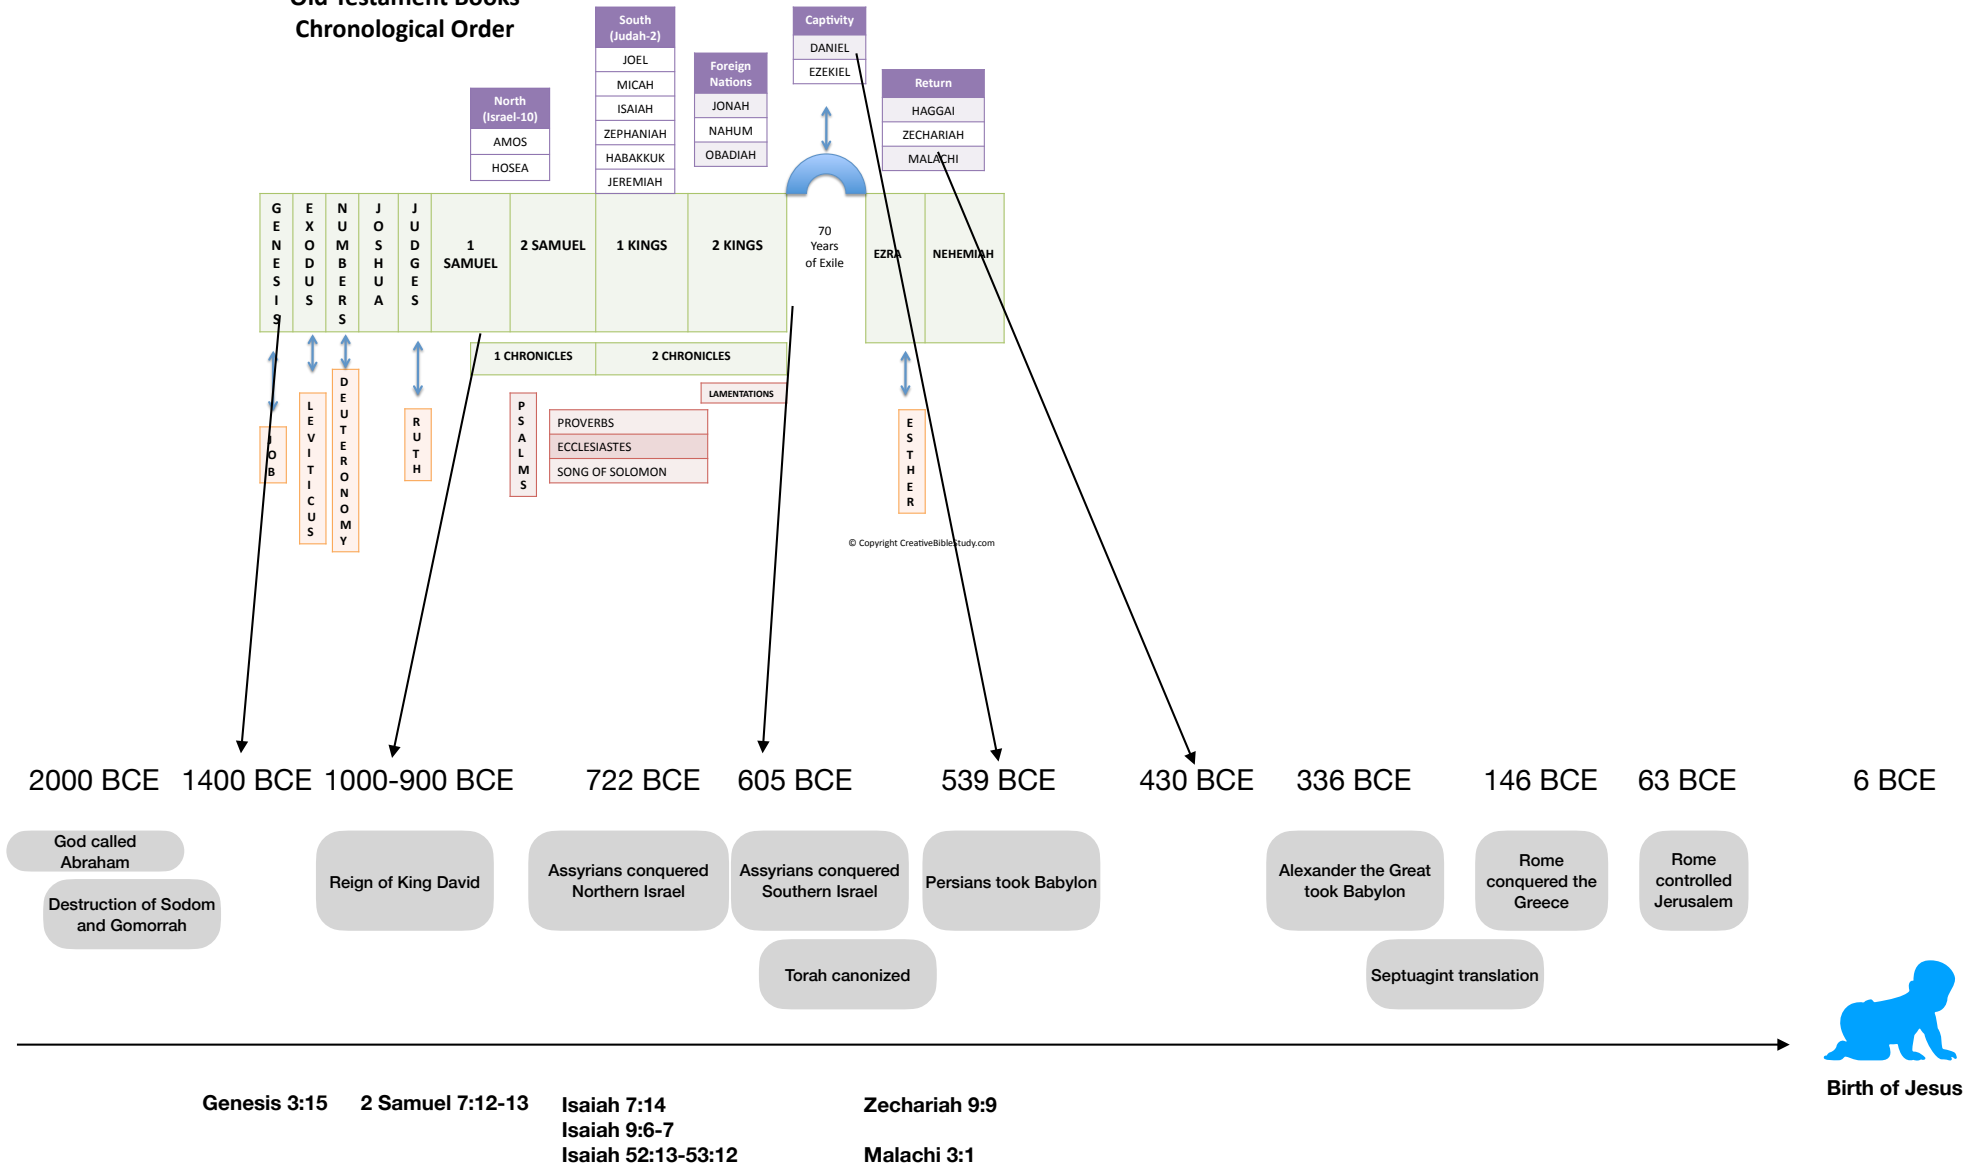 Old Testament Books
Chronological Order
North
(Israel-10)
AMOS
HOSEA
South
(Judah-2)
JOEL
MICAH
ISAIAH
ZEPHANIAH
HABAKKUK
JEREMIAH
Foreign
Nations
JONAH
NAHUM
OBADIAH
Captivity
DANIEL
EZEKIEL
Return
HAGGAI
ZECHARIAH
MALACHI
GENESIS
EXODUS
NUMBERS
JOSHUA
JUDGES
1
SAMUEL
2 SAMUEL
1 KINGS
2 KINGS
70
Years
of Exile
EZRA
NEHEMIAH
1 CHRONICLES
2 CHRONICLES
LAMENTATIONS
JOB
LEVITICUS
DEUTERONOMY
RUTH
PSALMS
PROVERBS
ECCLESIASTES
SONG OF SOLOMON
ESTHER
© Copyright CreativeBibleStudy.com
2000 BCE
1400 BCE
1000-900 BCE
722 BCE
605 BCE
539 BCE
430 BCE
336 BCE
146 BCE
63 BCE
6 BCE
God called
Abraham
Destruction of Sodom
and Gomorrah
Reign of King David
Assyrians conquered
Northern Israel
Assyrians conquered
Southern Israel
Torah canonized
Persians took Babylon
Alexander the Great
took Babylon
Septuagint translation
Rome
conquered the
Greece
Rome
controlled
Jerusalem
Birth of Jesus
Genesis 3:15
2 Samuel 7:12-13
Isaiah 7:14
Isaiah 9:6-7
Isaiah 52:13-53:12
Zechariah 9:9
Malachi 3:1